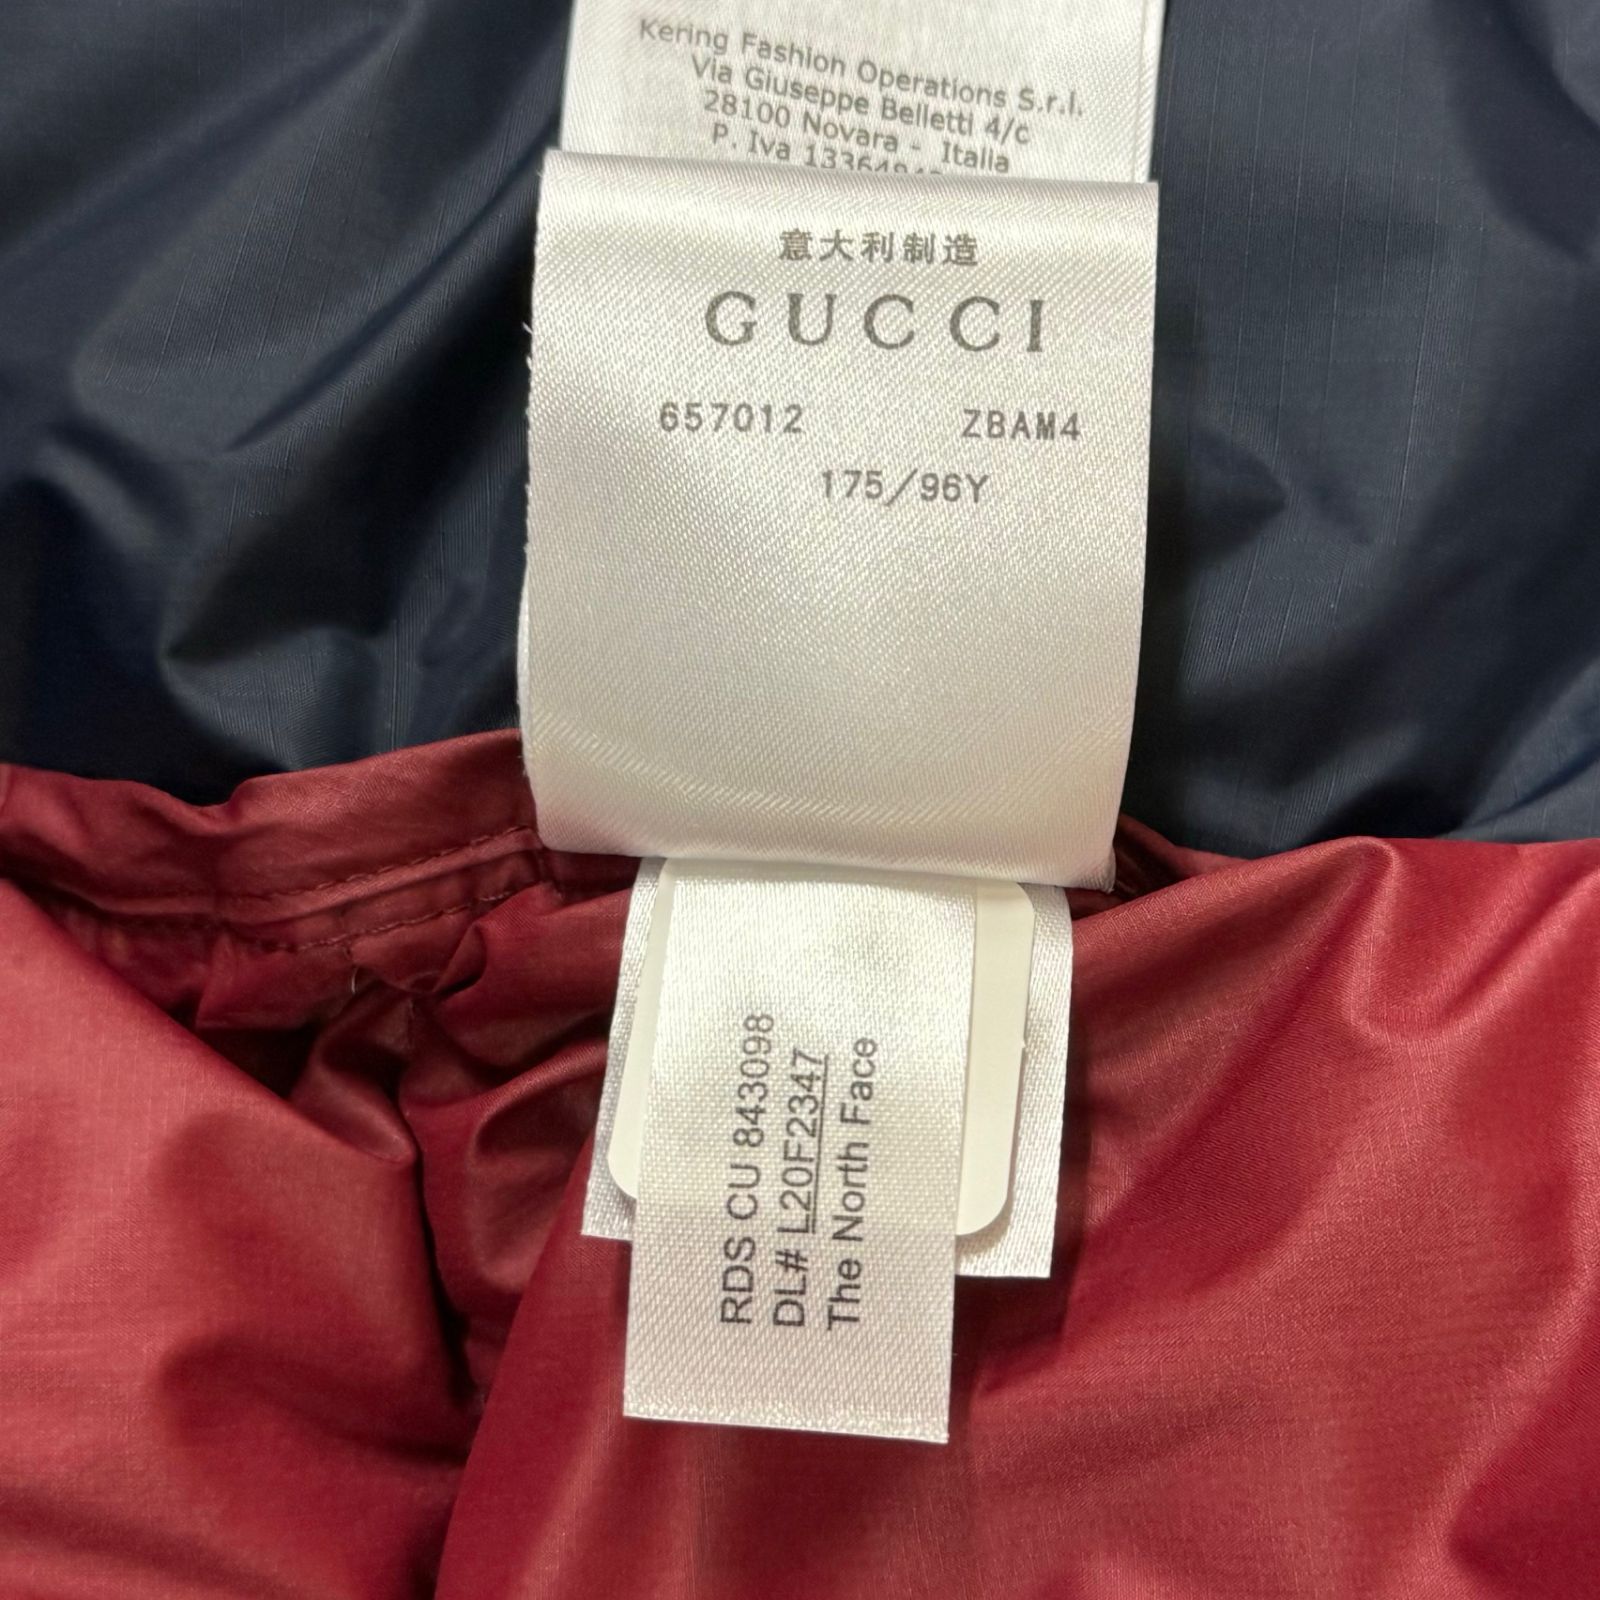 Kering Fashion Operations S.r.l.
Via Giuseppe Belletti 4/c
28100 Novara - Italia
P. Iva
意大利制造
GUCCI
657012 ZBAM4
175/96Y
RDS CU 843098
DL# L20F2347
The North Face